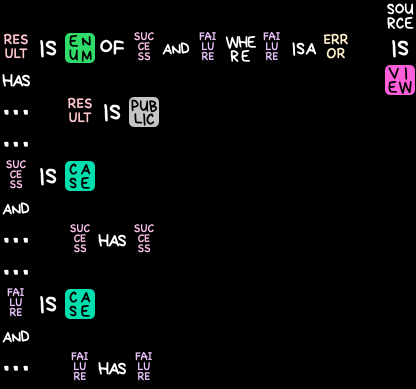 RESULT IS ENUM OF SUCCESS AND FAILURE WHERE FAILURE IS A ERROR
HAS
... RESULT IS PUBLIC
...
SUCCESS IS CASE
AND
... SUCCESS HAS SUCCESS
...
FAILURE IS CASE
AND
... FAILURE HAS FAILURE
SOURCE
IS
VIEW